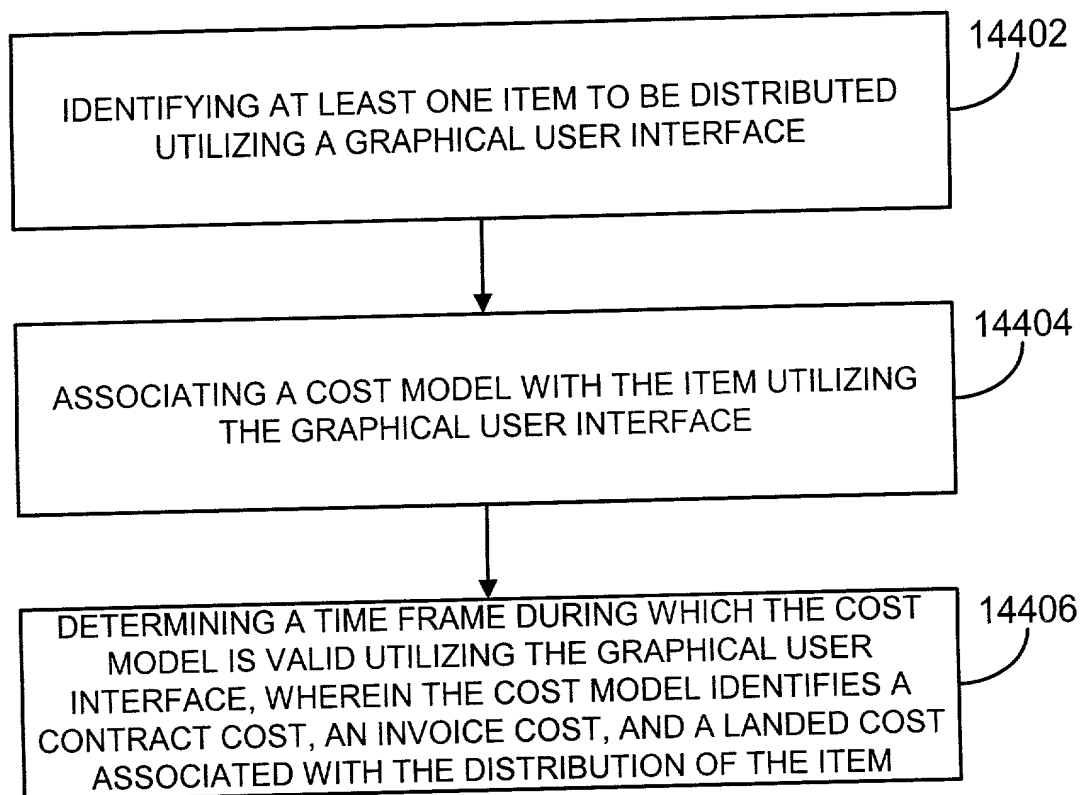 14402
IDENTIFYING AT LEAST ONE ITEM TO BE DISTRIBUTED
UTILIZING A GRAPHICAL USER INTERFACE
14404
ASSOCIATING A COST MODEL WITH THE ITEM UTILIZING
THE GRAPHICAL USER INTERFACE
14406
DETERMINING A TIME FRAME DURING WHICH THE COST
MODEL IS VALID UTILIZING THE GRAPHICAL USER
INTERFACE, WHEREIN THE COST MODEL IDENTIFIES A
CONTRACT COST, AN INVOICE COST, AND A LANDED COST
ASSOCIATED WITH THE DISTRIBUTION OF THE ITEM